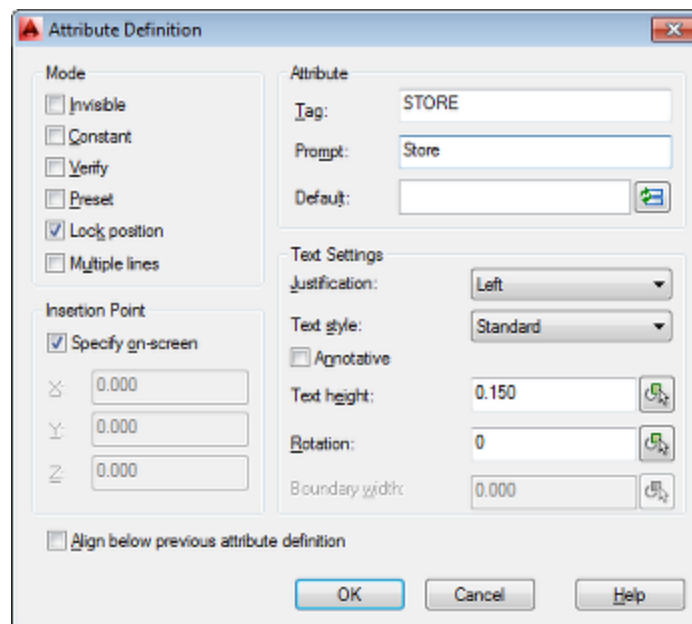 Attribute Definition
Mode
Invisible
Constant
Verify
Preset
Lock position
Multiple lines
Insertion Point
Specify on-screen
X: 0.000
Y: 0.000
Z: 0.000
Attribute
Tag: STORE
Prompt: Store
Default:
Text Settings
Justification: Left
Text style: Standard
Annotative
Text height: 0.150
Rotation: 0
Boundary width: 0.000
Align below previous attribute definition
OK Cancel Help